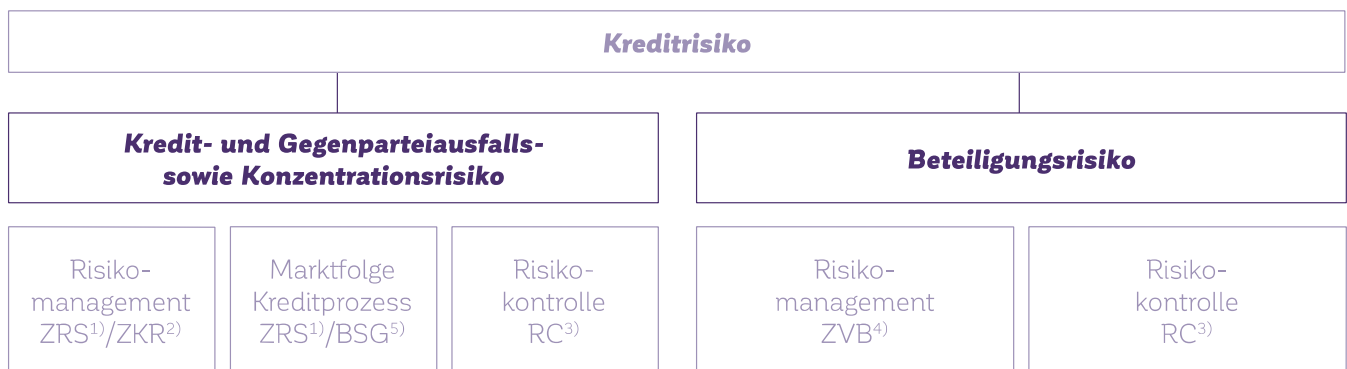 Kreditrisiko
Kredit- und Gegenparteiausfalls-
sowie Konzentrationsrisiko
Beteiligungsrisiko
Risiko-
management
ZRS¹⁾/ZKR²⁾
Marktfolge
Kreditprozess
ZRS¹⁾/BSG⁵⁾
Risiko-
kontrolle
RC³⁾
Risiko-
management
ZVB⁴⁾
Risiko-
kontrolle
RC³⁾